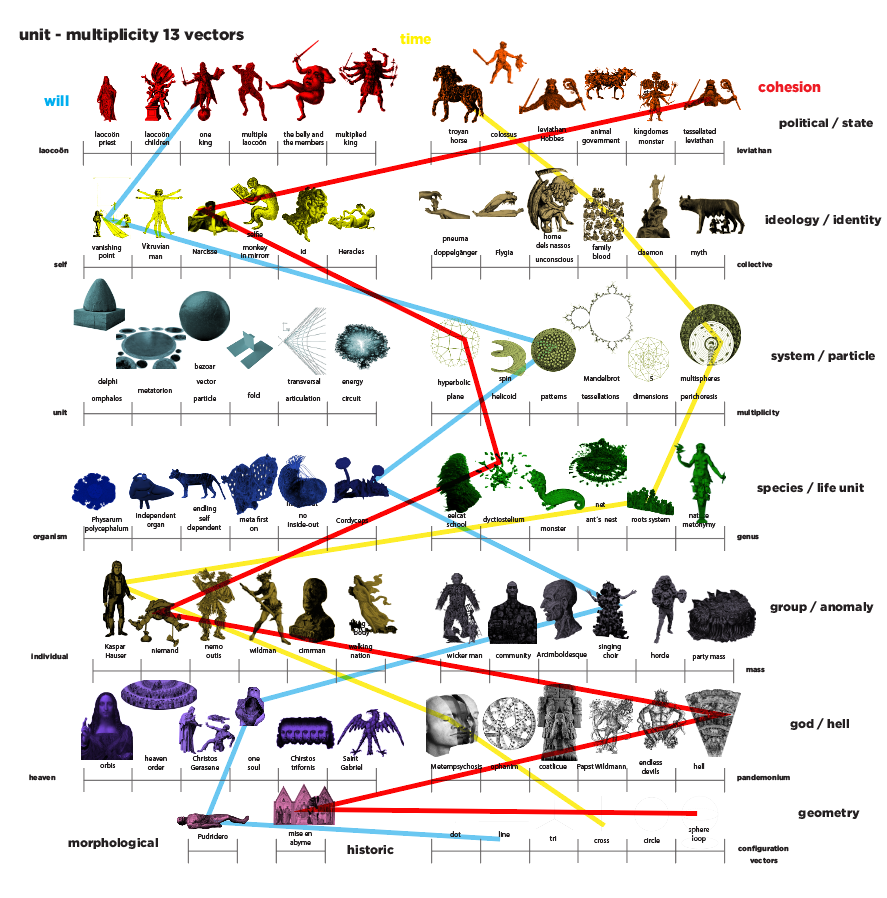 unit - multiplicity 13 vectors
time
will
cohesion
political / state
laocoön priest
laocoön children
one king
multiple laocoön
the belly and the members
multiplied king
troyan horse
colossus
leviathan Hobbes
animal government
kingdomes monster
tessellated leviathan
laocoön
leviathan
ideology / identity
vanishing point
Vitruvian man
Narcisse
selfie monkey in mirrorr
id
Heracles
pneuma doppelgänger
Flygia
home dels nassos unconscious
family blood
daemon
myth
self
collective
system / particle
delphi omphalos
metatorion
bezoar vector particle
fold
transversal articulation
energy circuit
hyperbolic plane
spin helicoid
patterns
Mandelbrot tessellations
5 dimensions
multispheres perichoresis
unit
multiplicity
species / life unit
Physarum polycephalum
independent organ
endling self dependent
meta first on
no inside-out
Cordyceps
eelcat school
dyctiostelium
monster
net ant´s nest
roots system
native metonymy
organism
genus
group / anomaly
Kaspar Hauser
niemand
nemo outis
wildman
cimrman
body walking nation
wicker man
community
Arcimboldesque
singing choir
horde
party mass
individual
mass
god / hell
orbis
heaven order
Christos Gerasene
one soul
Chirstos trifornis
Saint Gabriel
Metempsychosis
ophanim
coatlicue
Papst Wildmann
endless devils
hell
heaven
pandemonium
geometry
Pudridero
mise en abyme
dot
line
tri
cross
circle
sphere loop
morphological
historic
configuration vectors